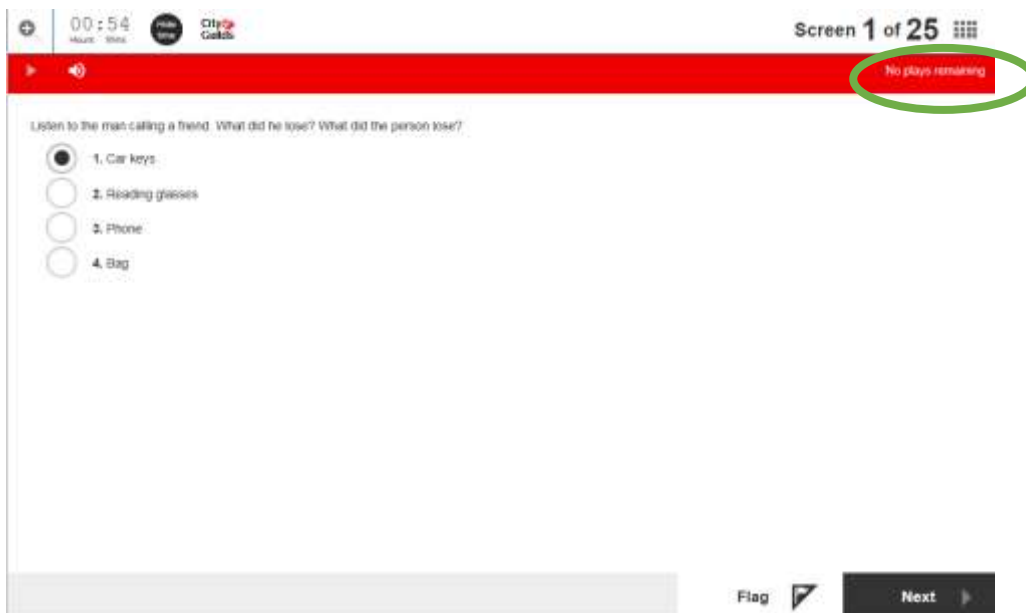 00:54
Hours Mins
Hide time
City& Guilds
Screen 1 of 25
No plays remaining
Listen to the man calling a friend. What did he lose? What did the person lose?
1. Car keys
2. Reading glasses
3. Phone
4. Bag
Flag
Next